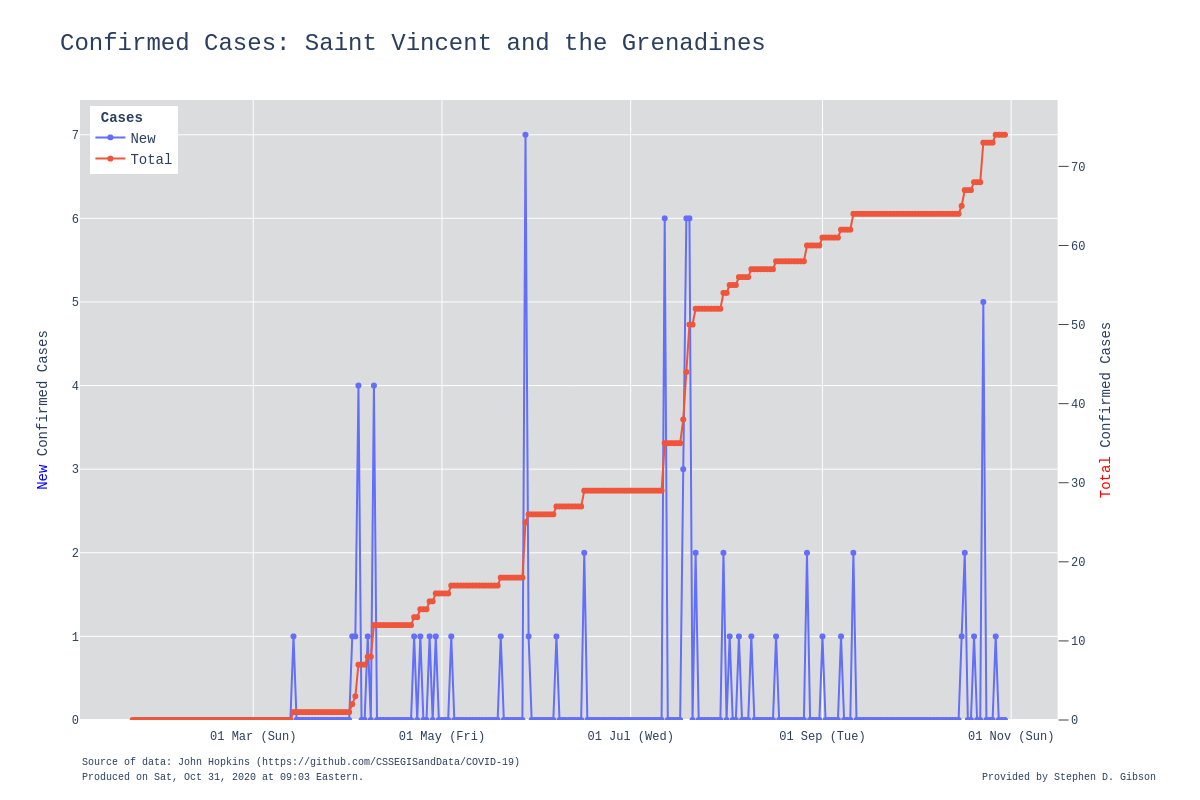 Confirmed Cases: Saint Vincent and the Grenadines
Cases
New
Total
7
6
5
4
3
2
1
0
New Confirmed Cases
70
60
50
40
30
20
10
0
Total Confirmed Cases
01 Mar (Sun)
01 May (Fri)
01 Jul (Wed)
01 Sep (Tue)
01 Nov (Sun)
Source of data: John Hopkins (https://github.com/CSSEGISandData/COVID-19)
Produced on Sat, Oct 31, 2020 at 09:03 Eastern.
Provided by Stephen D. Gibson